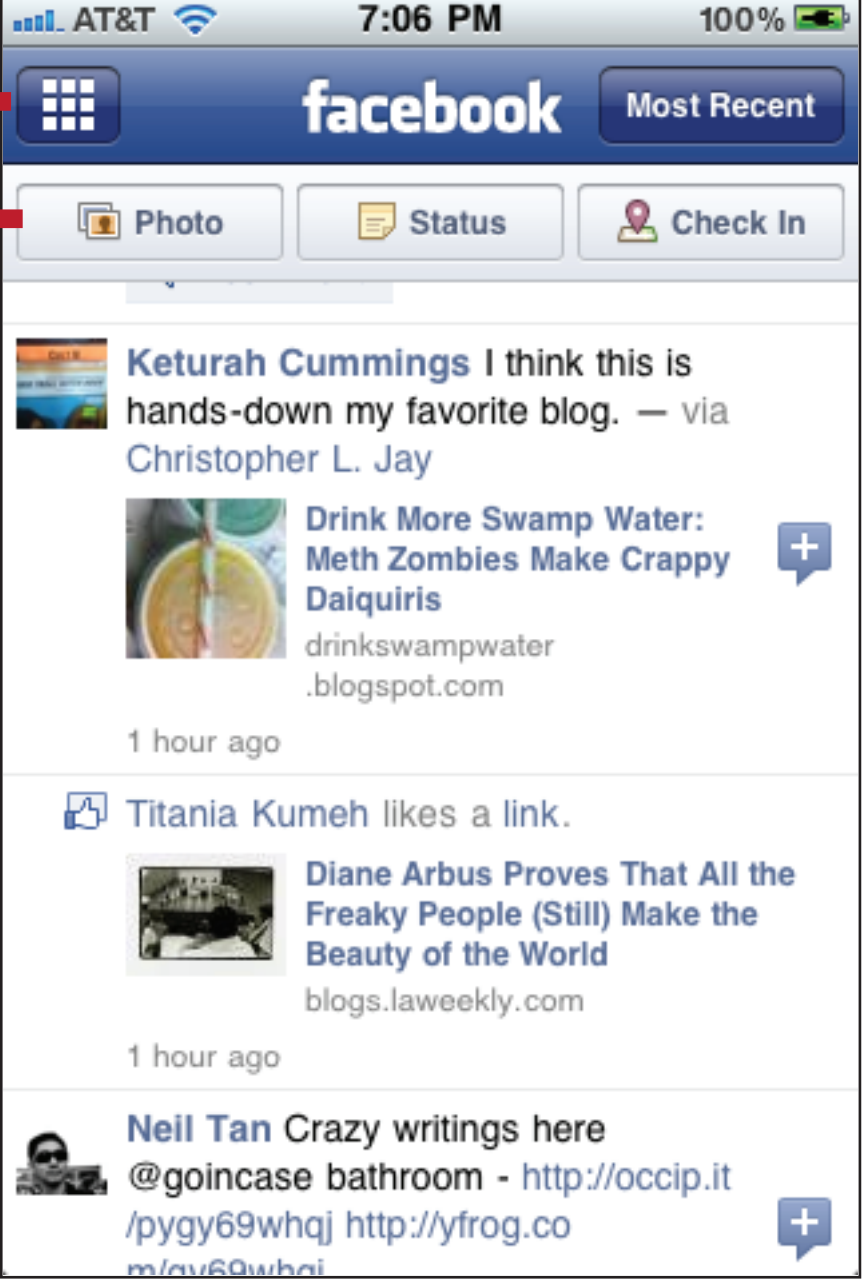 AT&T 7:06 PM 100%
facebook Most Recent
Photo Status Check In
Keturah Cummings I think this is
hands-down my favorite blog. — via
Christopher L. Jay
Drink More Swamp Water:
Meth Zombies Make Crappy
Daiquiris
drinkswampwater
.blogspot.com
1 hour ago
Titania Kumeh likes a link.
Diane Arbus Proves That All the
Freaky People (Still) Make the
Beauty of the World
blogs.laweekly.com
1 hour ago
Neil Tan Crazy writings here
@goincase bathroom - http://occip.it
/pygy69whqj http://yfrog.co